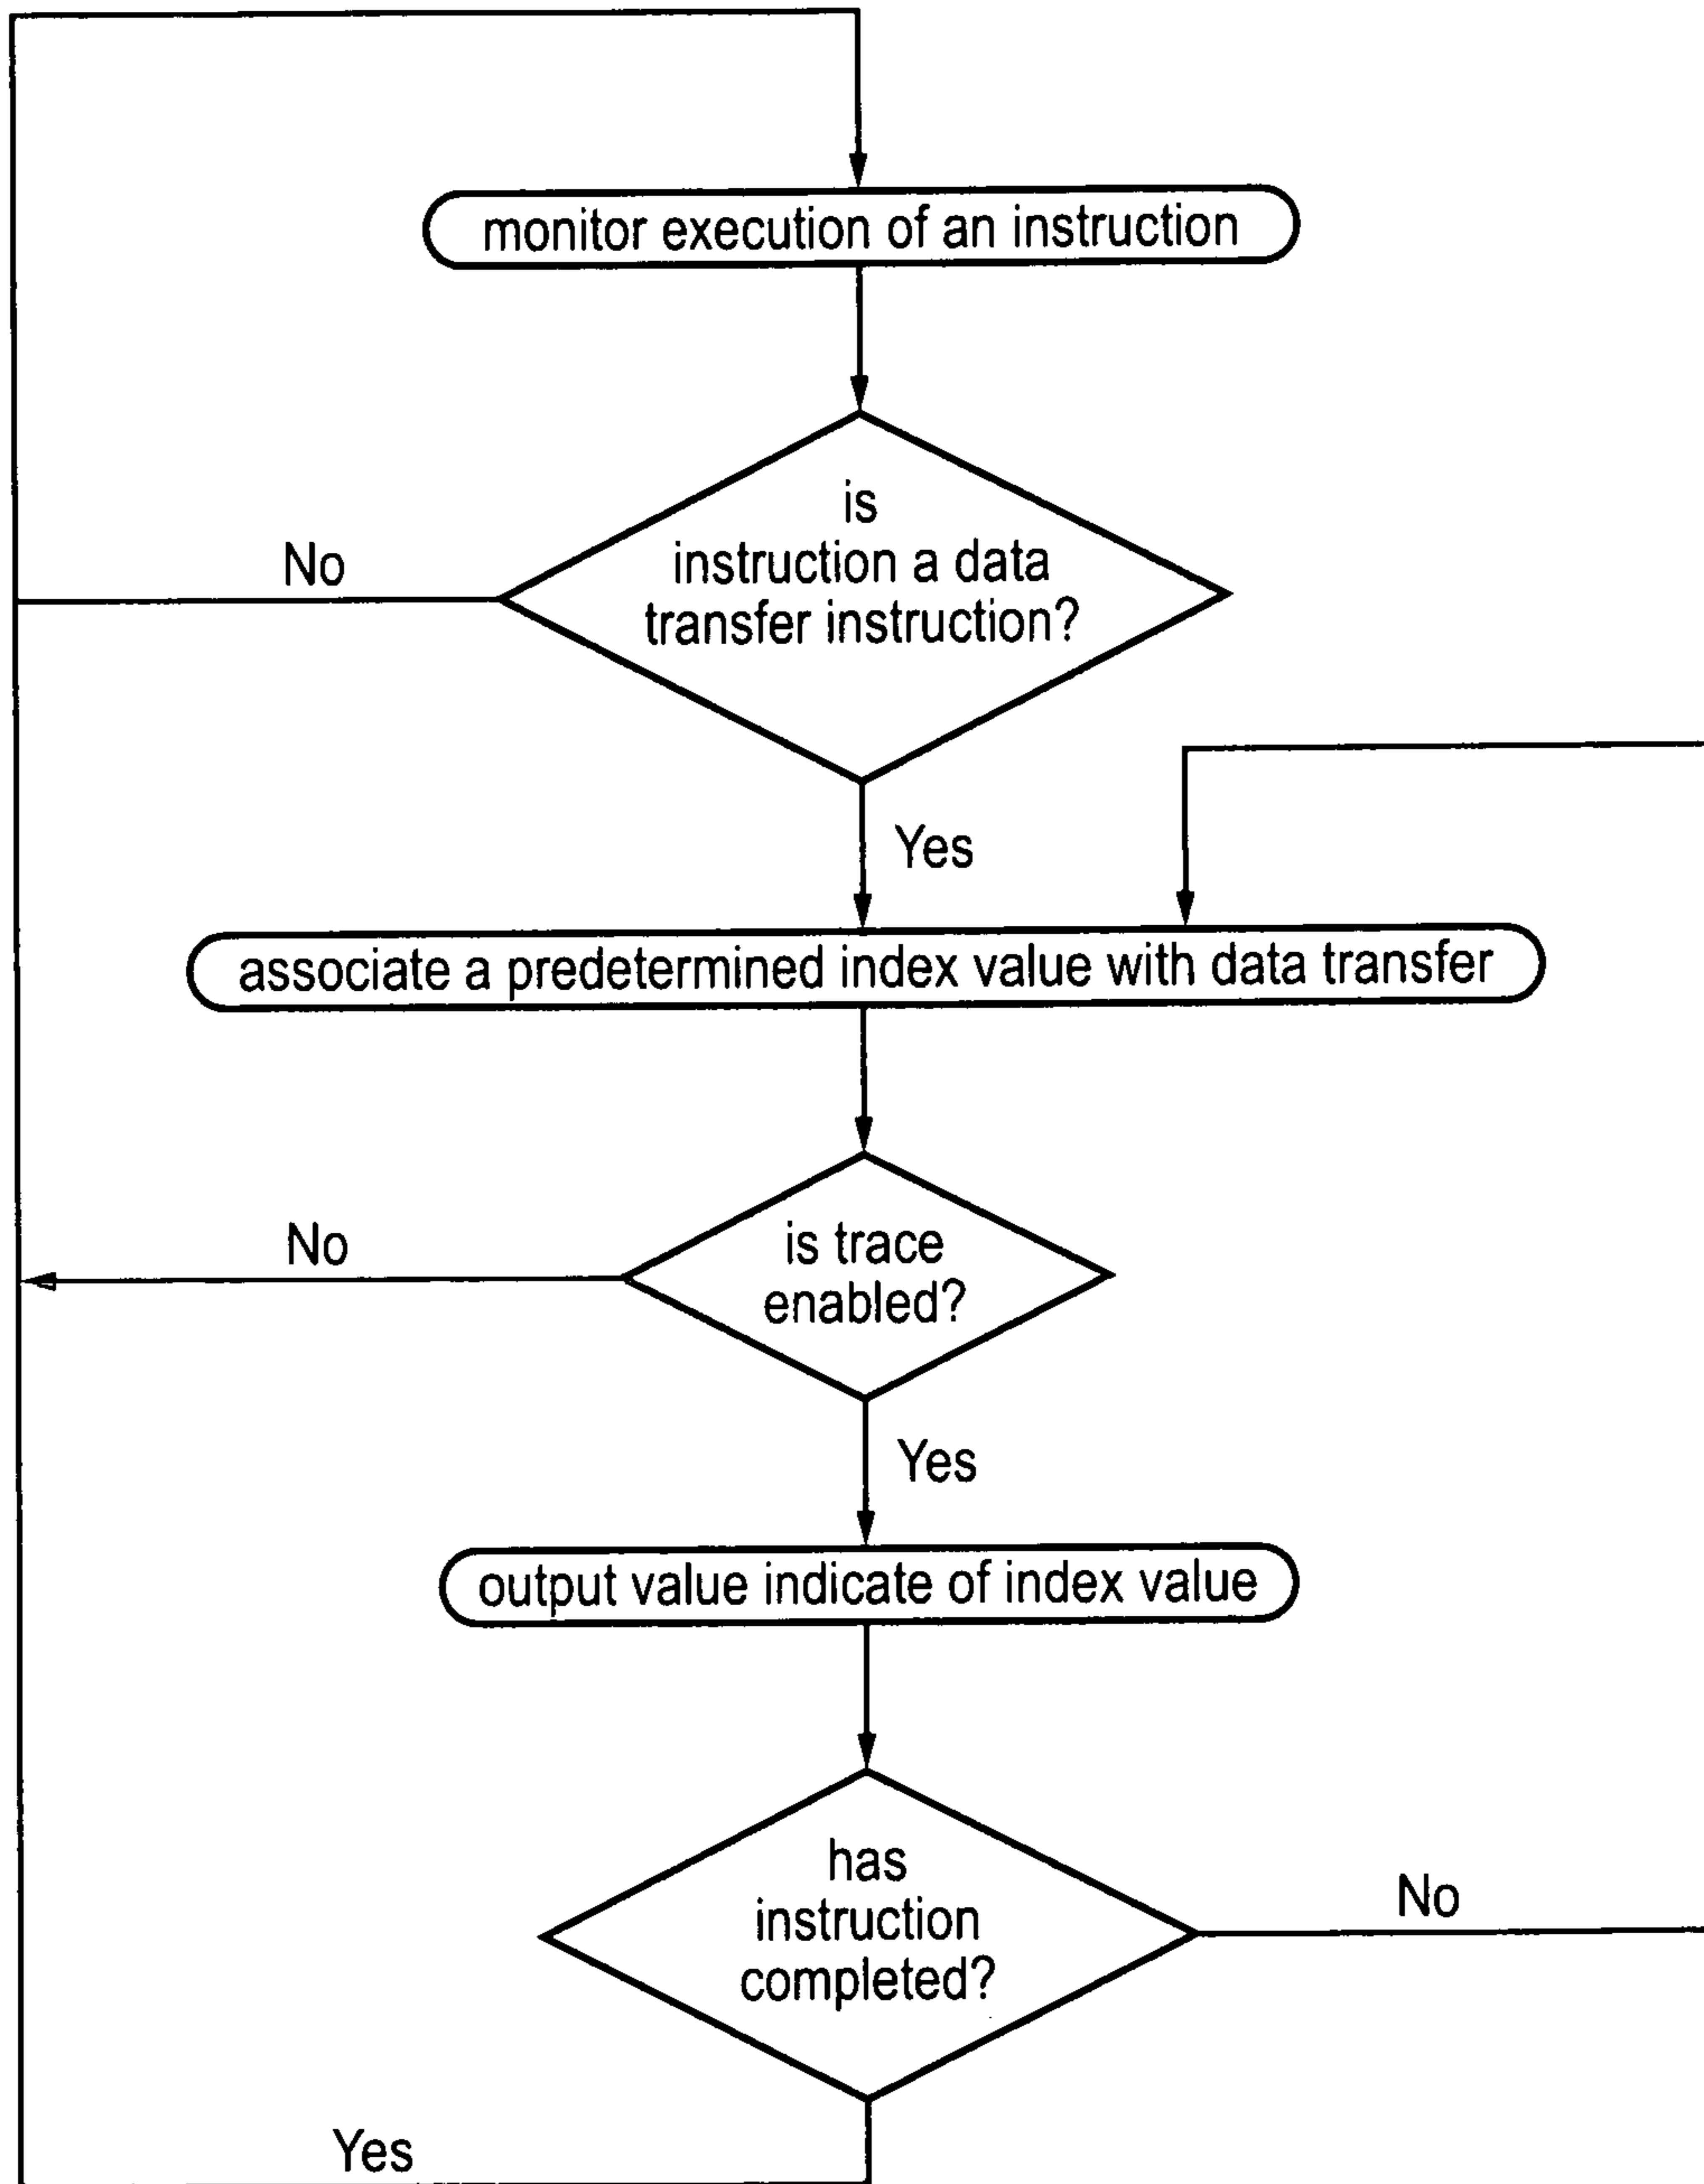 monitor execution of an instruction
is
instruction a data
transfer instruction?
No
Yes
associate a predetermined index value with data transfer
is trace
enabled?
No
Yes
output value indicate of index value
has
instruction
completed?
No
Yes